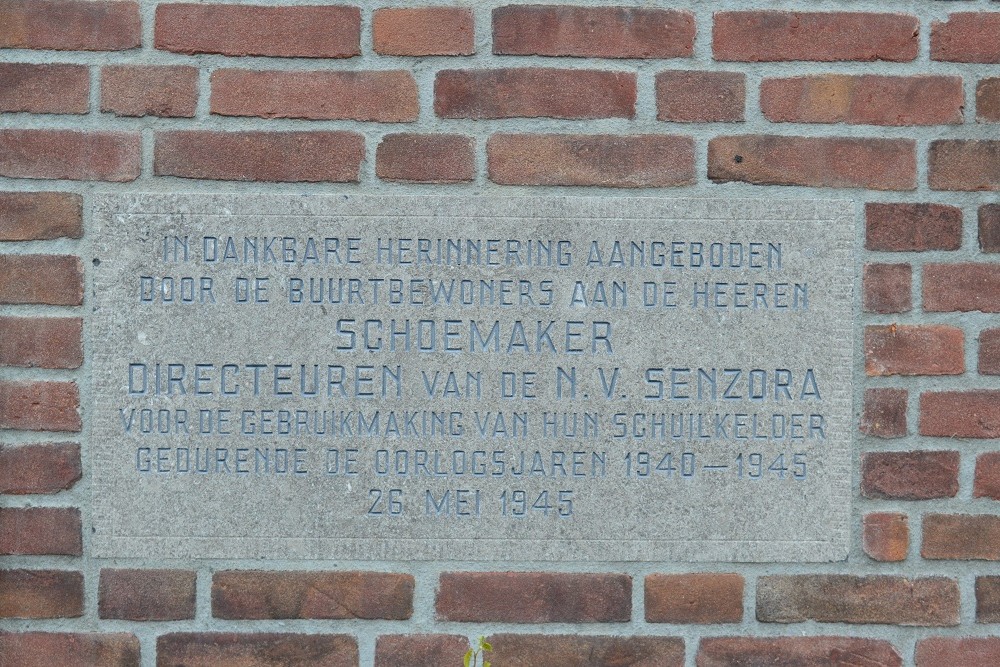 IN DANKBARE HERINNERING AANGEBODEN
DOOR DE BUURTBEWONERS AAN DE HEEREN
SCHOEMAKER
DIRECTEUREN VAN DE N.V. SENZORA
VOOR DE GEBRUIKMAKING VAN HUN SCHUILKELDER
GEDURENDE DE OORLOGSJAREN 1940-1945
26 MEI 1945